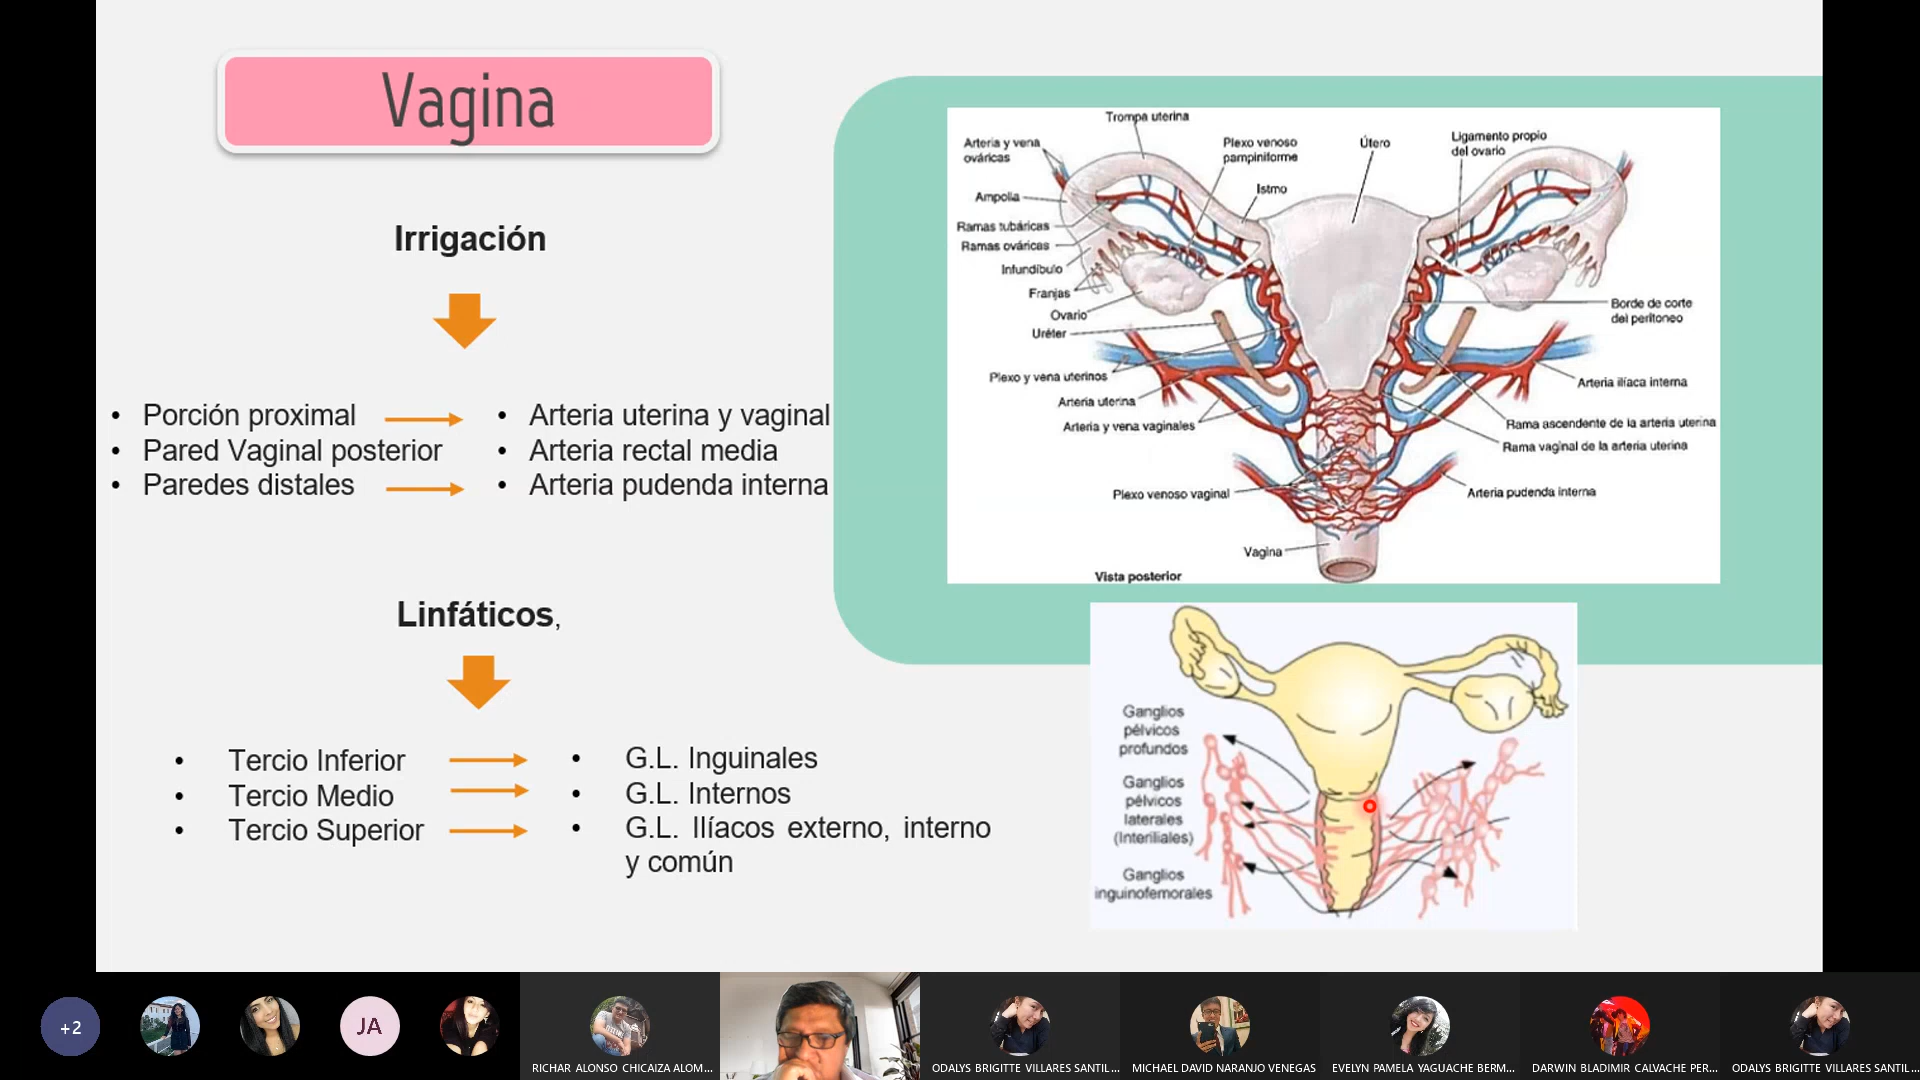 Vagina
Irrigación
• Porción proximal
• Pared Vaginal posterior
• Paredes distales
• Arteria uterina y vaginal
• Arteria rectal media
• Arteria pudenda interna
Linfáticos,
• Tercio Inferior
• Tercio Medio
• Tercio Superior
• G.L. Inguinales
• G.L. Internos
• G.L. Ilíacos externo, interno
y común
Trompa uterina
Arteria y vena
ováricas
Plexo venoso
pampiniforme
Útero
Ligamento propio
del ovario
Ampolla
Istmo
Ramas tubáricas
Ramas ováricas
Infundíbulo
Franjas
Ovario
Uréter
Borde de corte
del peritoneo
Plexo y vena uterinos
Arteria ilíaca interna
Arteria uterina
Arteria y vena vaginales
Rama ascendente de la arteria uterina
Rama vaginal de la arteria uterina
Plexo venoso vaginal
Arteria pudenda interna
Vagina
Vista posterior
Ganglios
pélvicos
profundos
Ganglios
pélvicos
laterales
(Interiliales)
Ganglios
inguinofemorales
+2
JA
RICHAR ALONSO CHICAIZA ALOM...
ODALYS BRIGITTE VILLARES SANTIL...
MICHAEL DAVID NARANJO VENEGAS
EVELYN PAMELA YAGUACHE BERM...
DARWIN BLADIMIR CALVACHE PER...
ODALYS BRIGITTE VILLARES SANTIL...